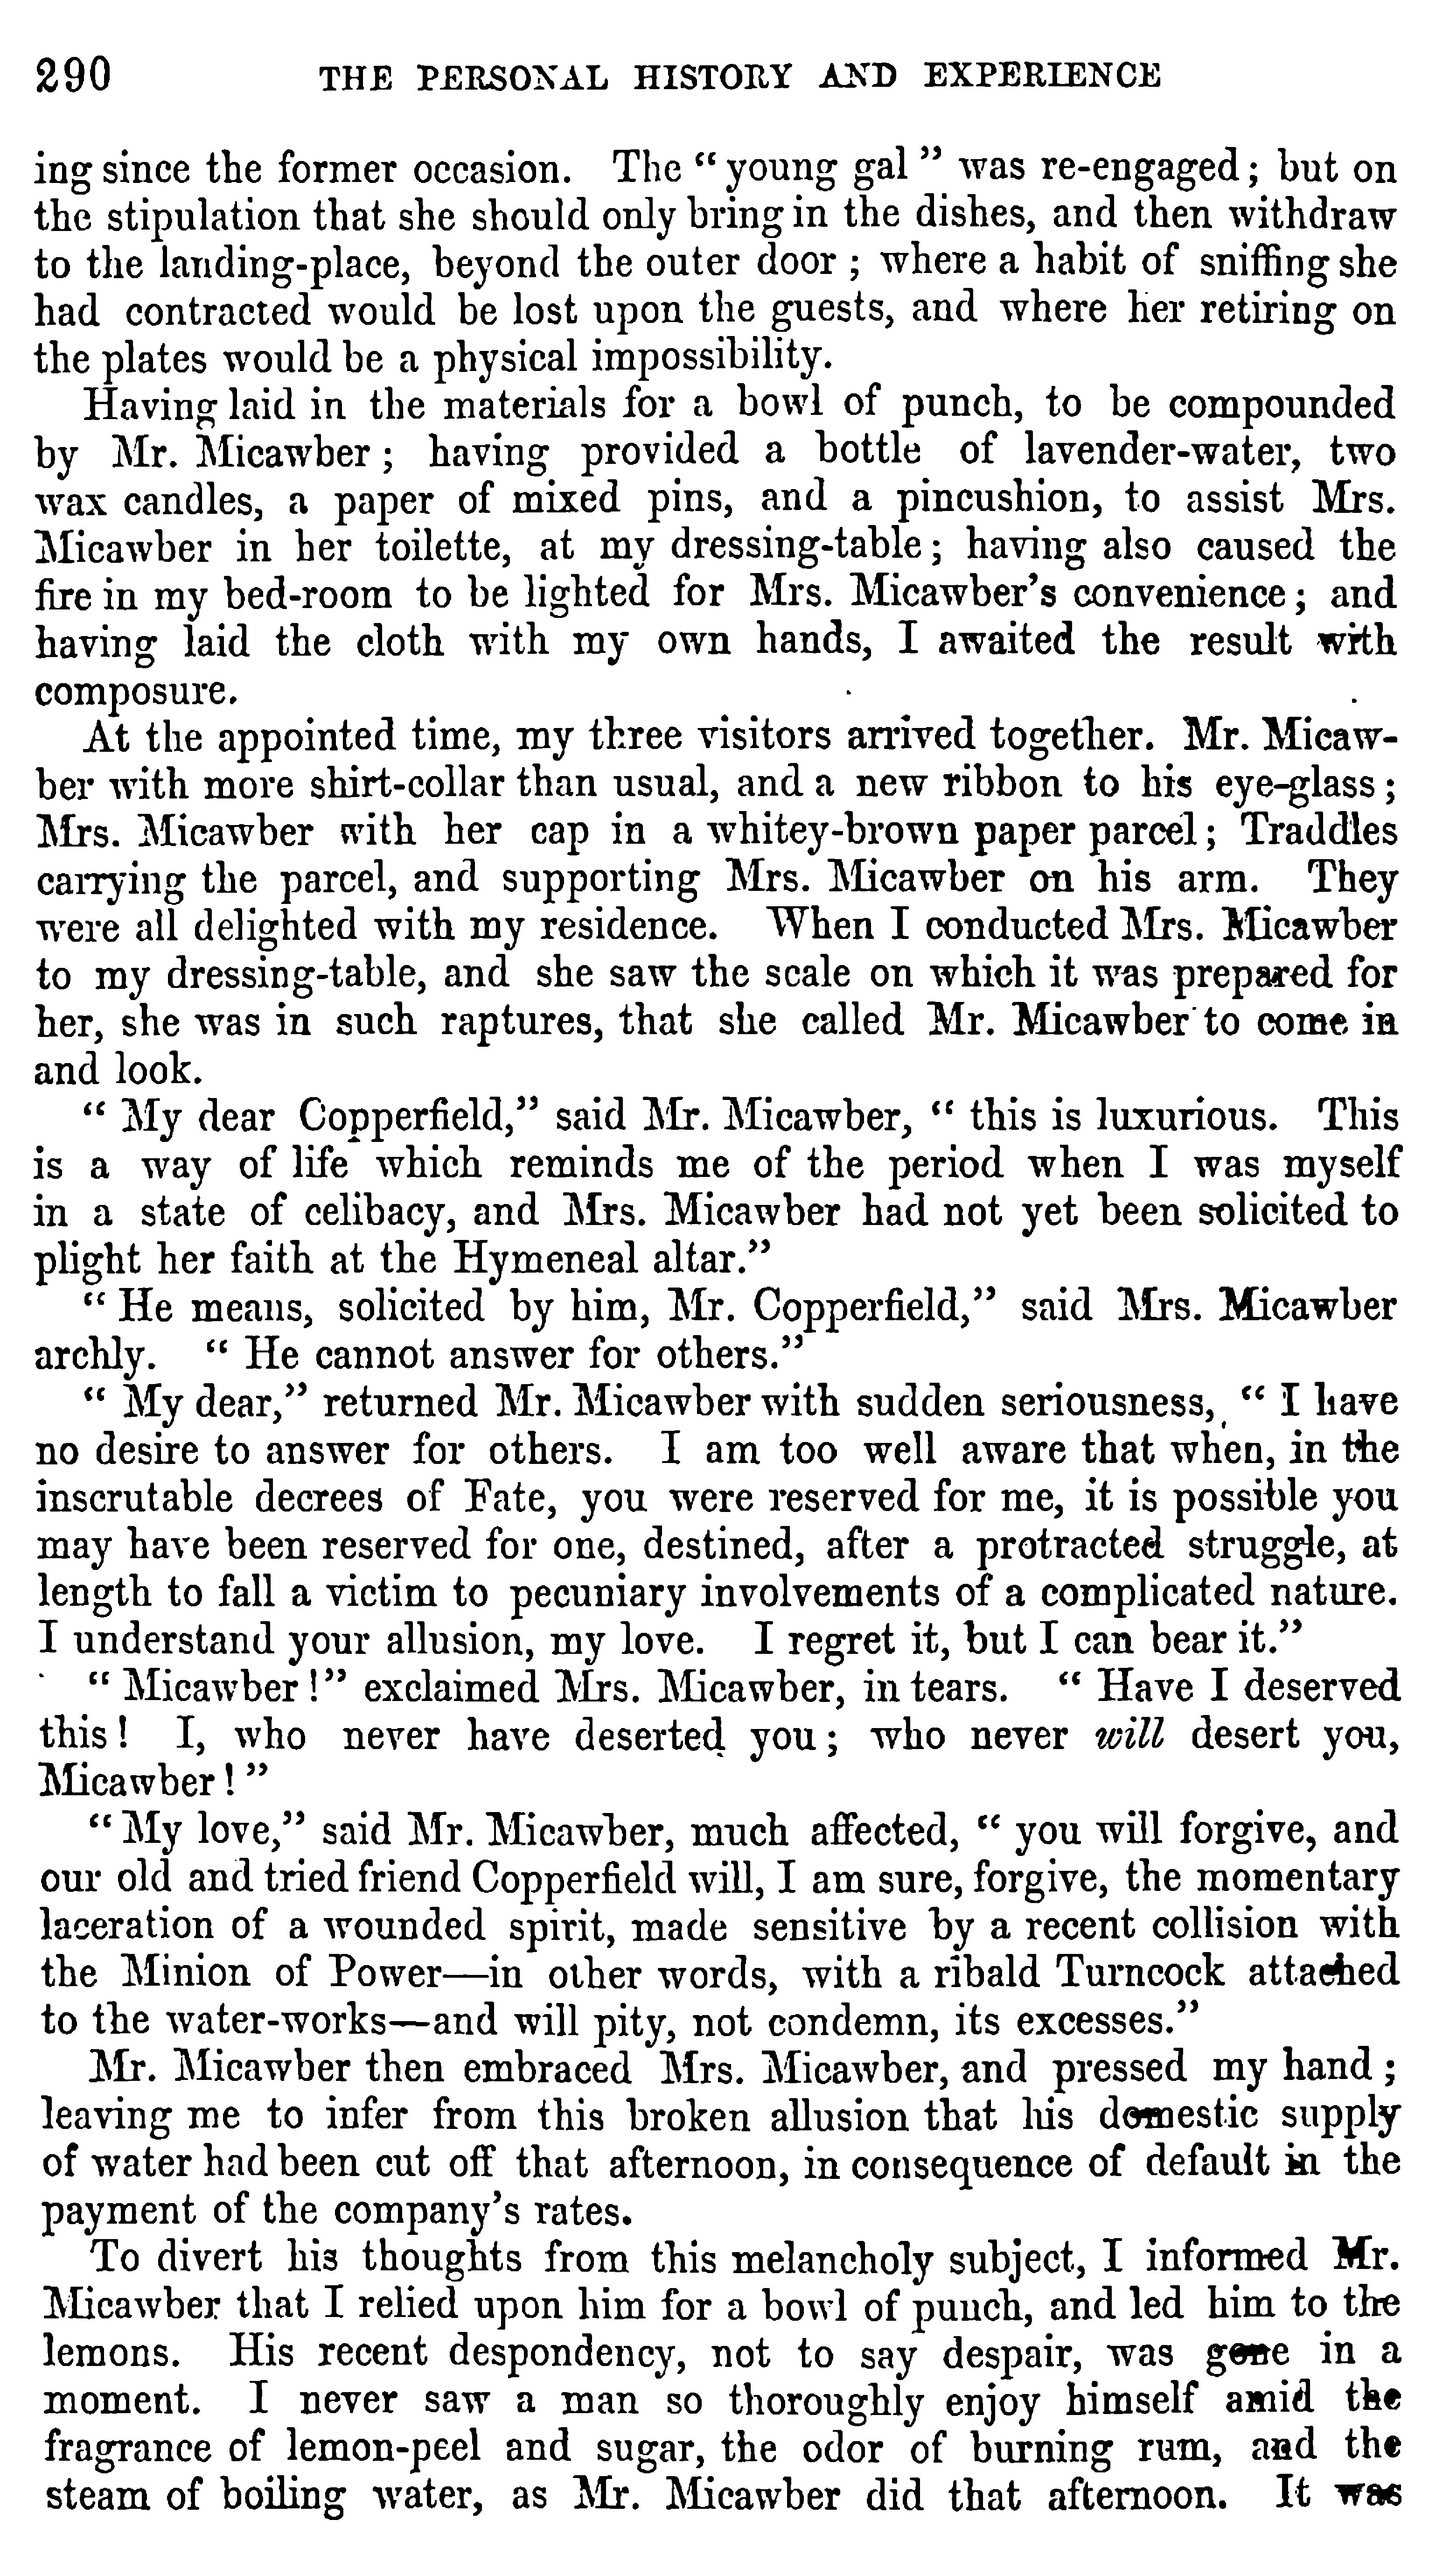 290 THE PERSONAL HISTORY AND EXPERIENCE
ing since the former occasion. The “young gal” was re-engaged; but on
the stipulation that she should only bring in the dishes, and then withdraw
to the landing-place, beyond the outer door; where a habit of sniffing she
had contracted would be lost upon the guests, and where her retiring on
the plates would be a physical impossibility.
Having laid in the materials for a bowl of punch, to be compounded
by Mr. Micawber; having provided a bottle of lavender-water, two
wax candles, a paper of mixed pins, and a pincushion, to assist Mrs.
Micawber in her toilette, at my dressing-table; having also caused the
fire in my bed-room to be lighted for Mrs. Micawber’s convenience; and
having laid the cloth with my own hands, I awaited the result with
composure.
At the appointed time, my three visitors arrived together. Mr. Micaw-
ber with more shirt-collar than usual, and a new ribbon to his eye-glass;
Mrs. Micawber with her cap in a whitey-brown paper parcel; Traddles
carrying the parcel, and supporting Mrs. Micawber on his arm. They
were all delighted with my residence. When I conducted Mrs. Micawber
to my dressing-table, and she saw the scale on which it was prepared for
her, she was in such raptures, that she called Mr. Micawber to come in
and look.
“My dear Copperfield,” said Mr. Micawber, “this is luxurious. This
is a way of life which reminds me of the period when I was myself
in a state of celibacy, and Mrs. Micawber had not yet been solicited to
plight her faith at the Hymeneal altar.”
“He means, solicited by him, Mr. Copperfield,” said Mrs. Micawber
archly. “He cannot answer for others.”
“My dear,” returned Mr. Micawber with sudden seriousness, “I have
no desire to answer for others. I am too well aware that when, in the
inscrutable decrees of Fate, you were reserved for me, it is possible you
may have been reserved for one, destined, after a protracted struggle, at
length to fall a victim to pecuniary involvements of a complicated nature.
I understand your allusion, my love. I regret it, but I can bear it.”
“Micawber!” exclaimed Mrs. Micawber, in tears. “Have I deserved
this! I, who never have deserted you; who never will desert you,
Micawber!”
“My love,” said Mr. Micawber, much affected, “you will forgive, and
our old and tried friend Copperfield will, I am sure, forgive, the momentary
laceration of a wounded spirit, made sensitive by a recent collision with
the Minion of Power—in other words, with a ribald Turncock attached
to the water-works—and will pity, not condemn, its excesses.”
Mr. Micawber then embraced Mrs. Micawber, and pressed my hand;
leaving me to infer from this broken allusion that his domestic supply
of water had been cut off that afternoon, in consequence of default in the
payment of the company’s rates.
To divert his thoughts from this melancholy subject, I informed Mr.
Micawber that I relied upon him for a bowl of punch, and led him to the
lemons. His recent despondency, not to say despair, was gone in a
moment. I never saw a man so thoroughly enjoy himself amid the
fragrance of lemon-peel and sugar, the odor of burning rum, and the
steam of boiling water, as Mr. Micawber did that afternoon. It was